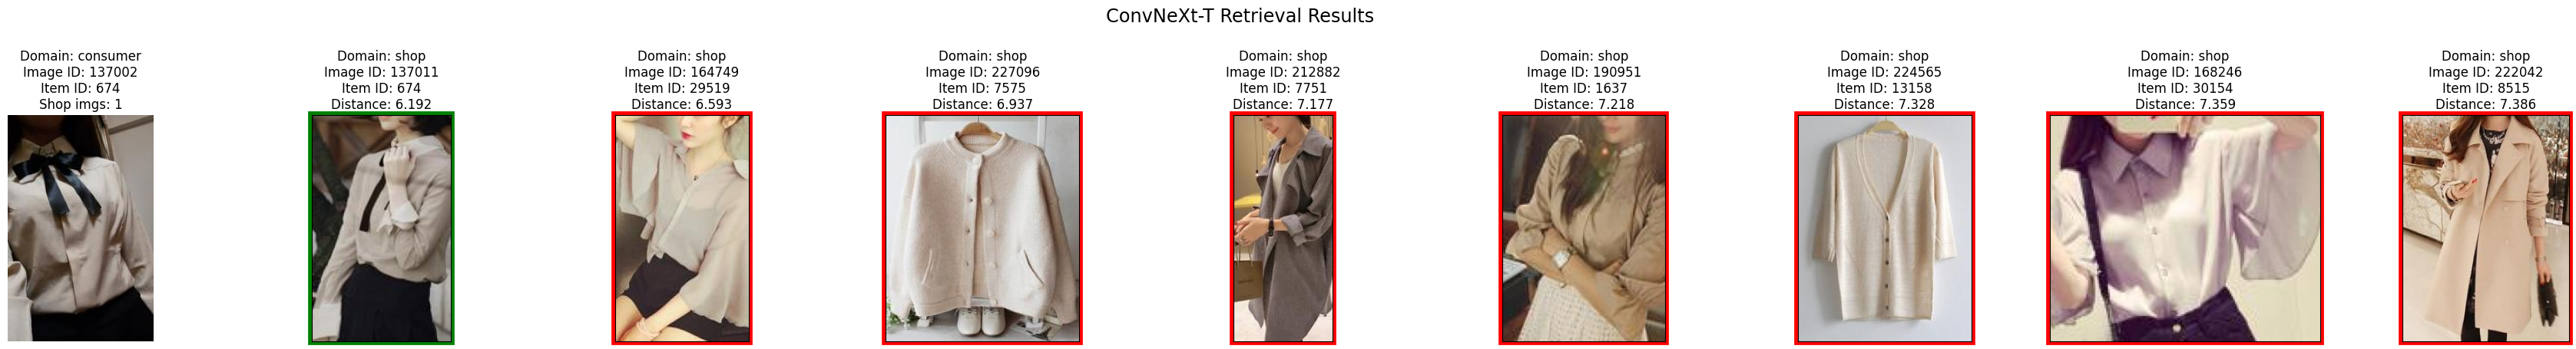 ConvNeXt-T Retrieval Results
Domain: consumer
Image ID: 137002
Item ID: 674
Shop imgs: 1
Domain: shop
Image ID: 137011
Item ID: 674
Distance: 6.192
Domain: shop
Image ID: 164749
Item ID: 29519
Distance: 6.593
Domain: shop
Image ID: 227096
Item ID: 7575
Distance: 6.937
Domain: shop
Image ID: 212882
Item ID: 7751
Distance: 7.177
Domain: shop
Image ID: 190951
Item ID: 1637
Distance: 7.218
Domain: shop
Image ID: 224565
Item ID: 13158
Distance: 7.328
Domain: shop
Image ID: 168246
Item ID: 30154
Distance: 7.359
Domain: shop
Image ID: 222042
Item ID: 8515
Distance: 7.386